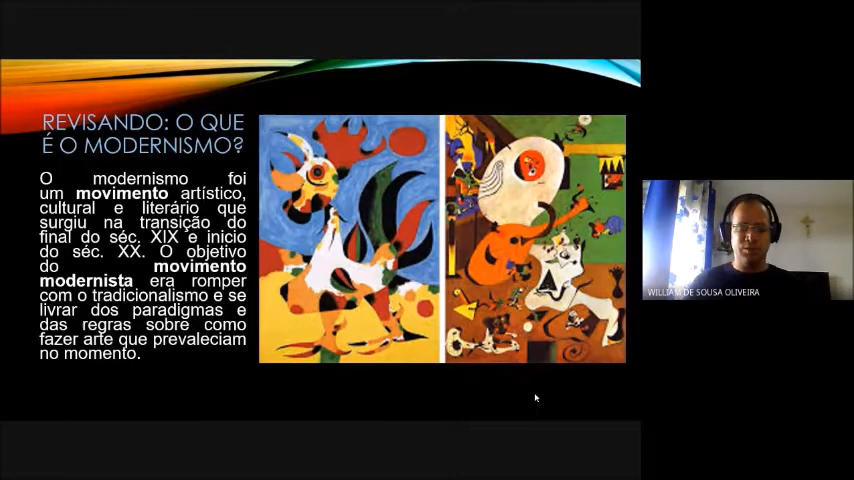 REVISANDO: O QUE
É O MODERNISMO?
O modernismo foi
um movimento artístico,
cultural e literário que
surgiu na transição do
final do séc. XIX e inicio
do séc. XX. O objetivo
do movimento
modernista era romper
com o tradicionalismo e se
livrar dos paradigmas e
das regras sobre como
fazer arte que prevaleciam
no momento.
WILLIAM DE SOUSA OLIVEIRA